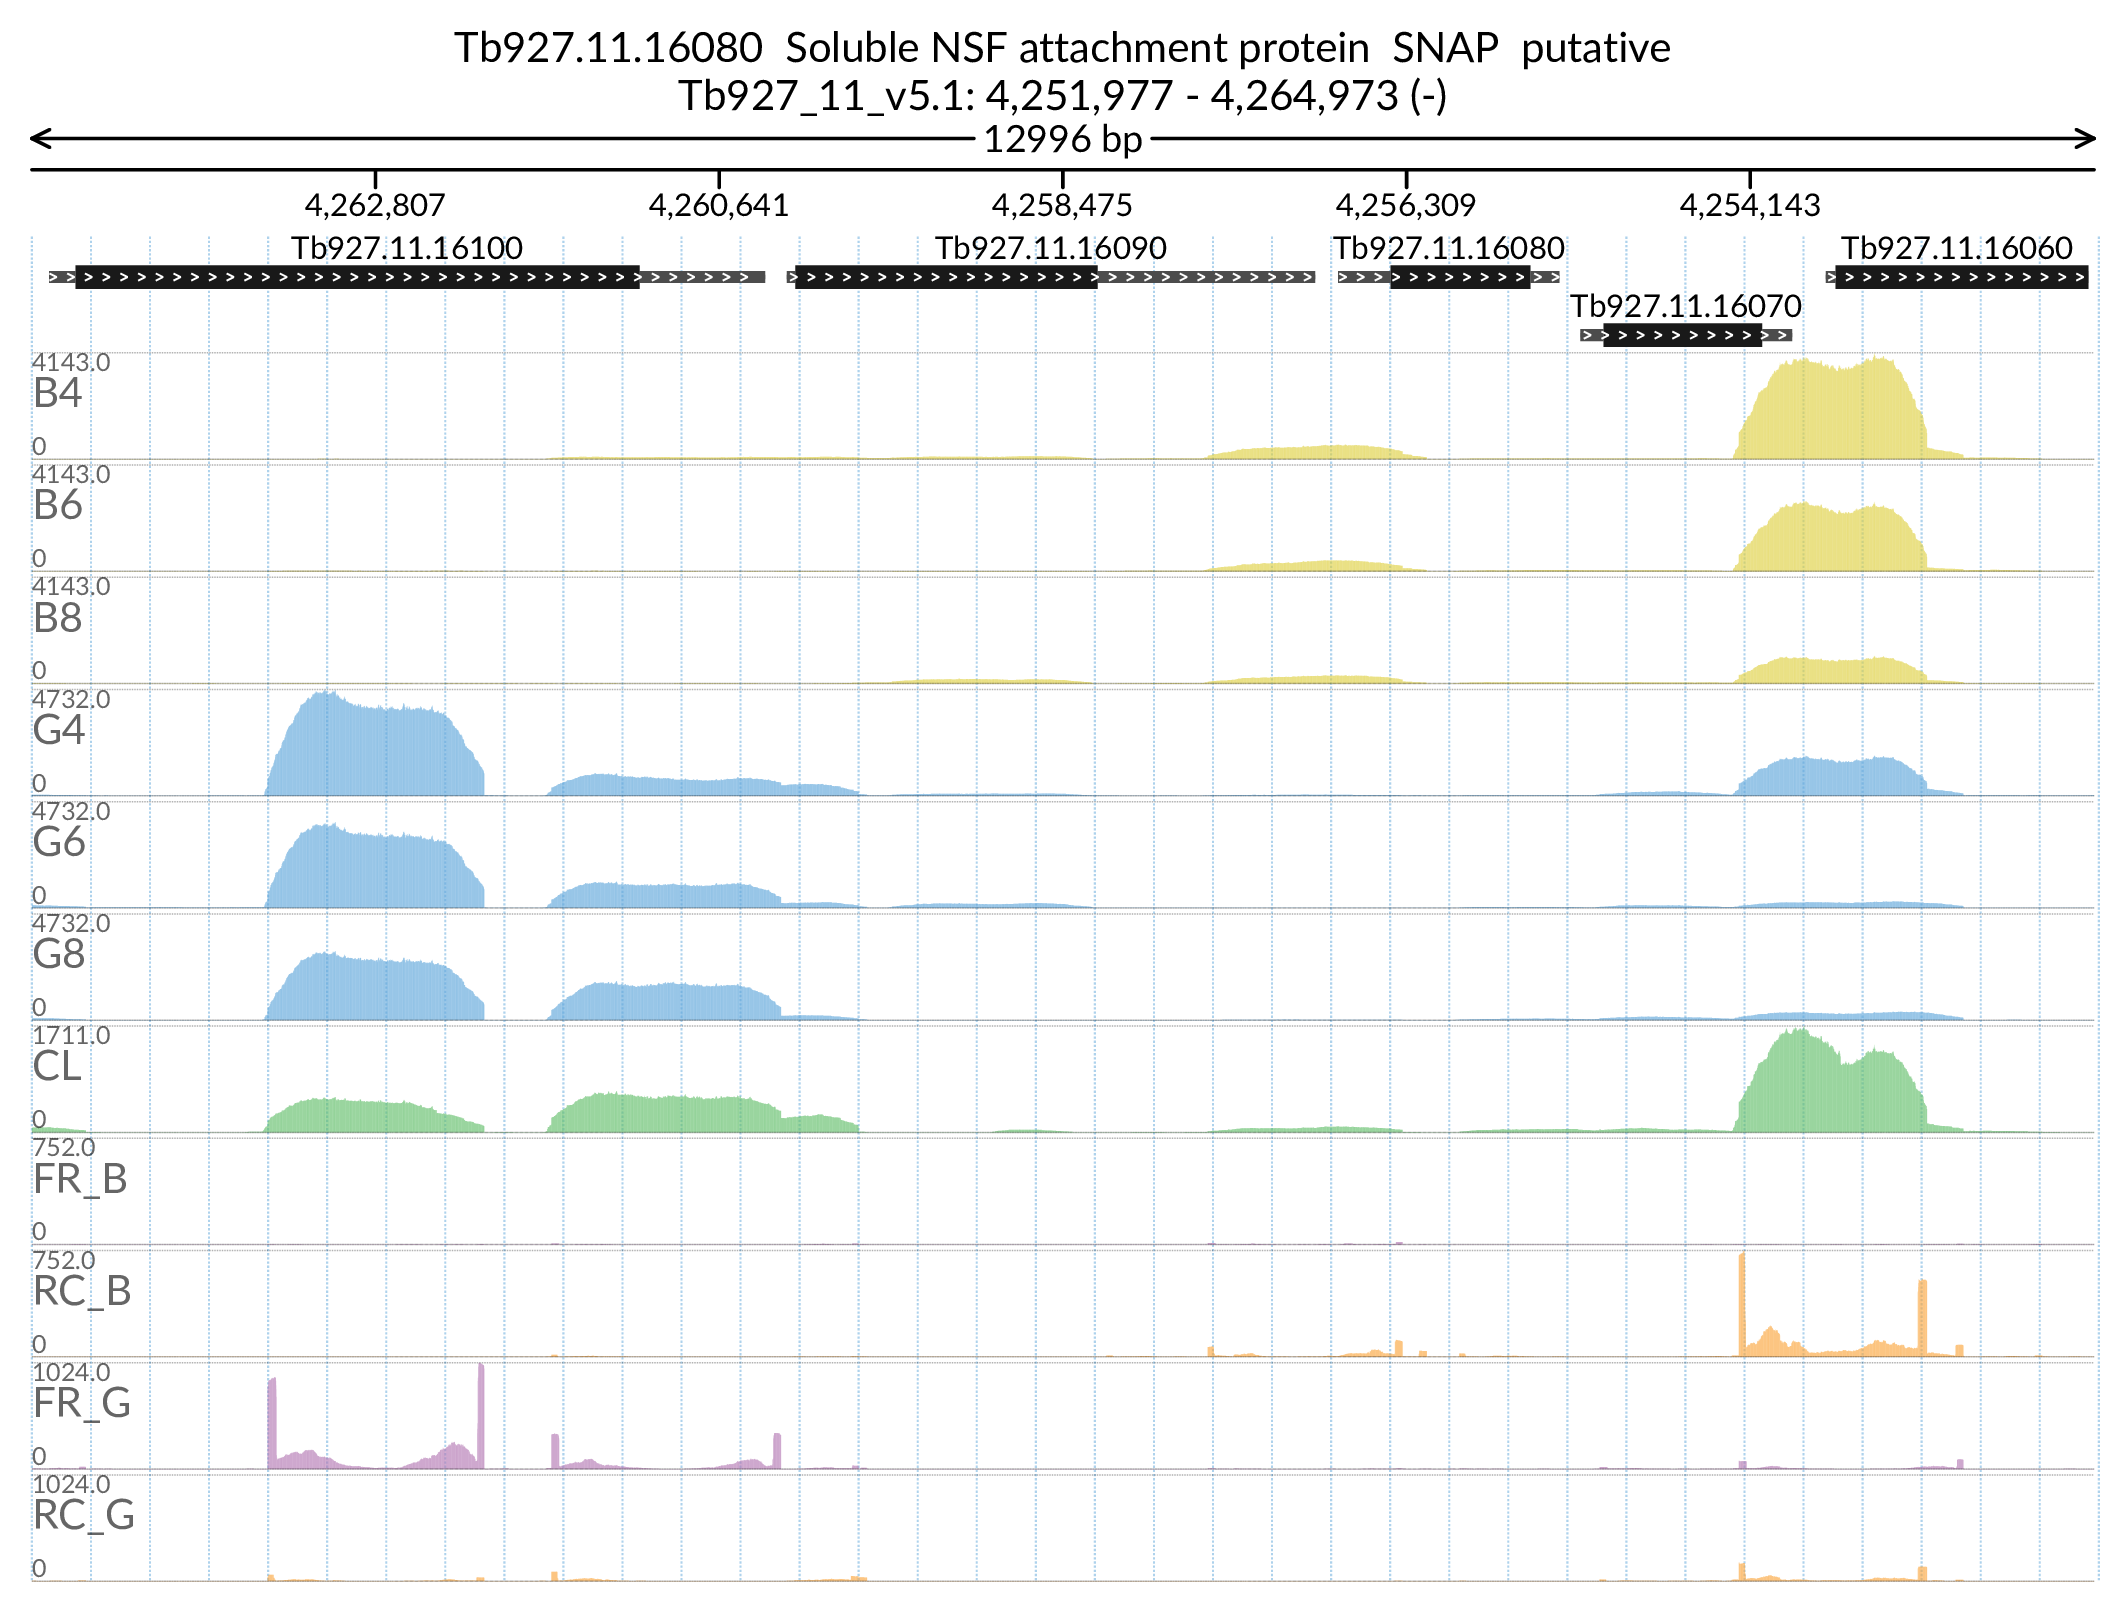 Tb927.11.16080 Soluble NSF attachment protein SNAP putative
Tb927_11_v5.1: 4,251,977 - 4,264,973 (-)
12996 bp
4,262,807 4,260,641 4,258,475 4,256,309 4,254,143
Tb927.11.16100 Tb927.11.16090 Tb927.11.16080 Tb927.11.16060
Tb927.11.16070
4143.0
B4
0
4143.0
B6
0
4143.0
B8
0
4732.0
G4
0
4732.0
G6
0
4732.0
G8
0
1711.0
CL
0
752.0
FR_B
0
752.0
RC_B
0
1024.0
FR_G
0
1024.0
RC_G
0